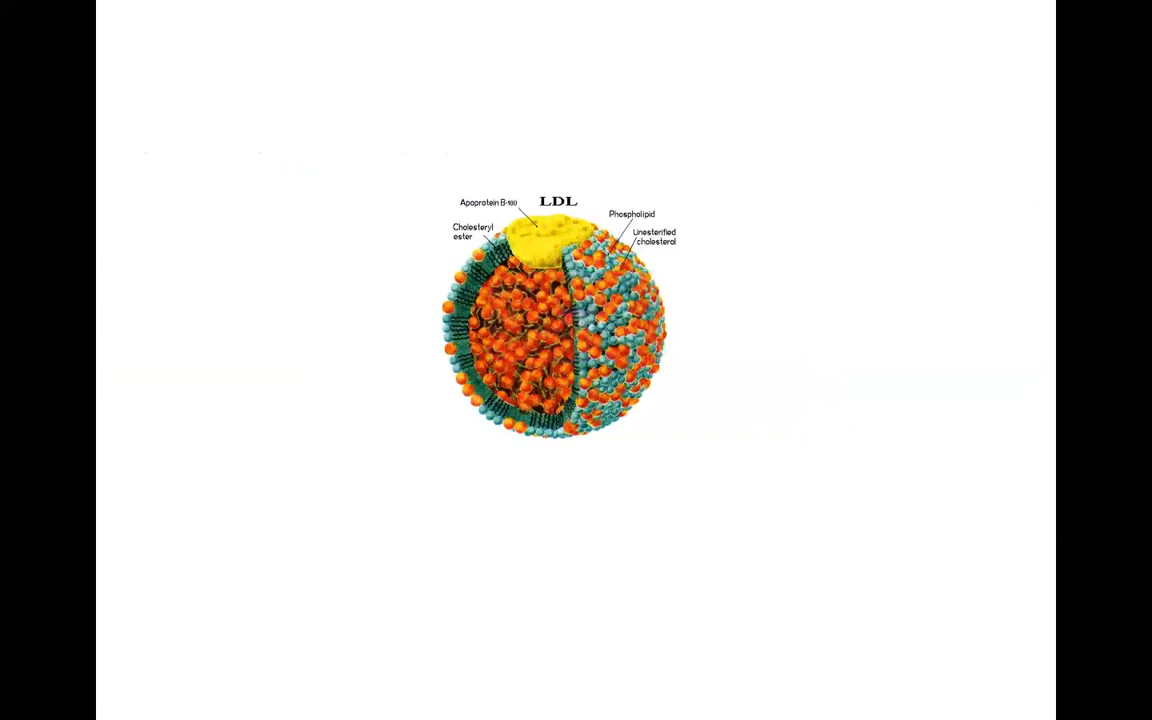 LDL
Apoprotein B-100
Cholesteryl
ester
Phospholipid
Unesterified
cholesterol